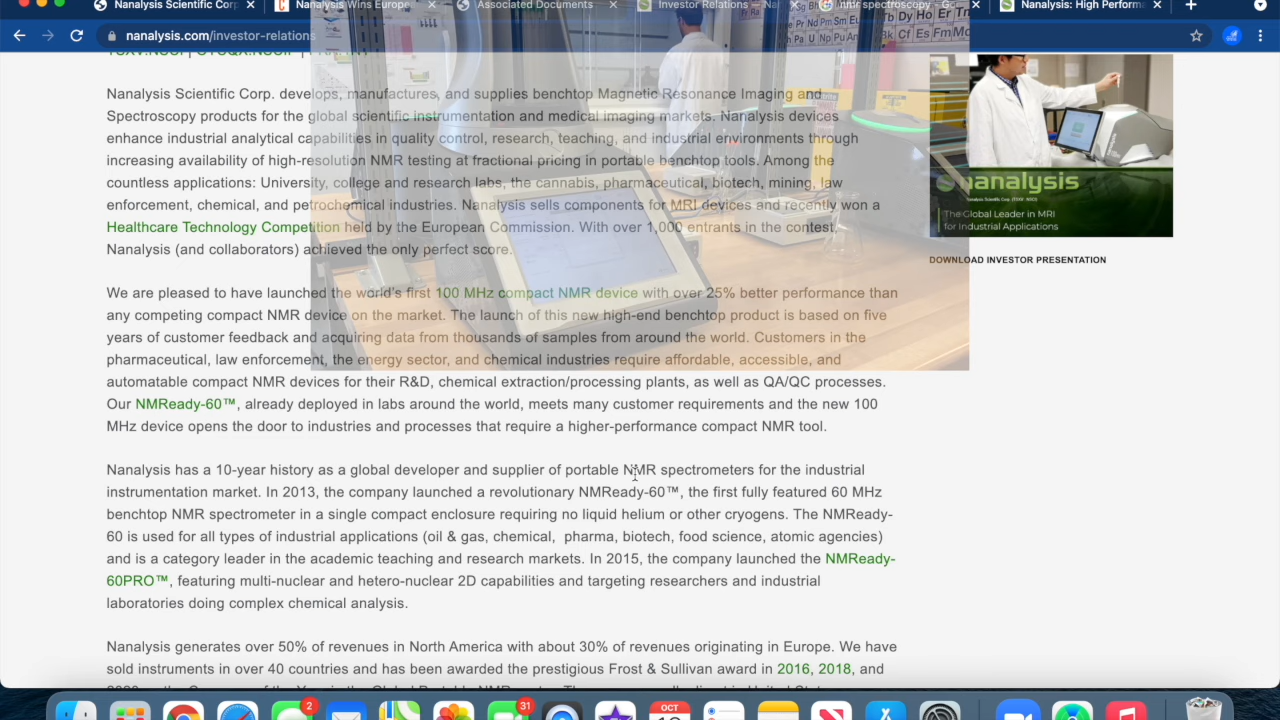 Nanalysis Scientific Corp.
Nanalysis Wins Europe
Associated Documents
Investor Relations — Na
nmr spectroscopy - Go
Nanalysis: High Perform
nanalysis.com/investor-relations
Nanalysis Scientific Corp. develops, manufactures, and supplies benchtop Magnetic Resonance Imaging and
Spectroscopy products for the global scientific instrumentation and medical imaging markets. Nanalysis devices
enhance industrial analytical capabilities in quality control, research, teaching, and industrial environments through
increasing availability of high-resolution NMR testing at fractional pricing in portable benchtop tools. Among the
countless applications: University, college and research labs, the cannabis, pharmaceutical, biotech, mining, law
enforcement, chemical, and petrochemical industries. Nanalysis sells components for MRI devices and recently won a
Healthcare Technology Competition held by the European Commission. With over 1,000 entrants in the contest,
Nanalysis (and collaborators) achieved the only perfect score.
We are pleased to have launched the world's first 100 MHz compact NMR device with over 25% better performance than
any competing compact NMR device on the market. The launch of this new high-end benchtop product is based on five
years of customer feedback and acquiring data from thousands of samples from around the world. Customers in the
pharmaceutical, law enforcement, the energy sector, and chemical industries require affordable, accessible, and
automatable compact NMR devices for their R&D, chemical extraction/processing plants, as well as QA/QC processes.
Our NMReady-60™, already deployed in labs around the world, meets many customer requirements and the new 100
MHz device opens the door to industries and processes that require a higher-performance compact NMR tool.
Nanalysis has a 10-year history as a global developer and supplier of portable NMR spectrometers for the industrial
instrumentation market. In 2013, the company launched a revolutionary NMReady-60™, the first fully featured 60 MHz
benchtop NMR spectrometer in a single compact enclosure requiring no liquid helium or other cryogens. The NMReady-
60 is used for all types of industrial applications (oil & gas, chemical, pharma, biotech, food science, atomic agencies)
and is a category leader in the academic teaching and research markets. In 2015, the company launched the NMReady-
60PRO™, featuring multi-nuclear and hetero-nuclear 2D capabilities and targeting researchers and industrial
laboratories doing complex chemical analysis.
Nanalysis generates over 50% of revenues in North America with about 30% of revenues originating in Europe. We have
sold instruments in over 40 countries and has been awarded the prestigious Frost & Sullivan award in 2016, 2018, and
nanalysis
Nanalysis Scientific Corp. (TSXV: NSCI)
The Global Leader in MRI
for Industrial Applications
DOWNLOAD INVESTOR PRESENTATION
2
31
OCT